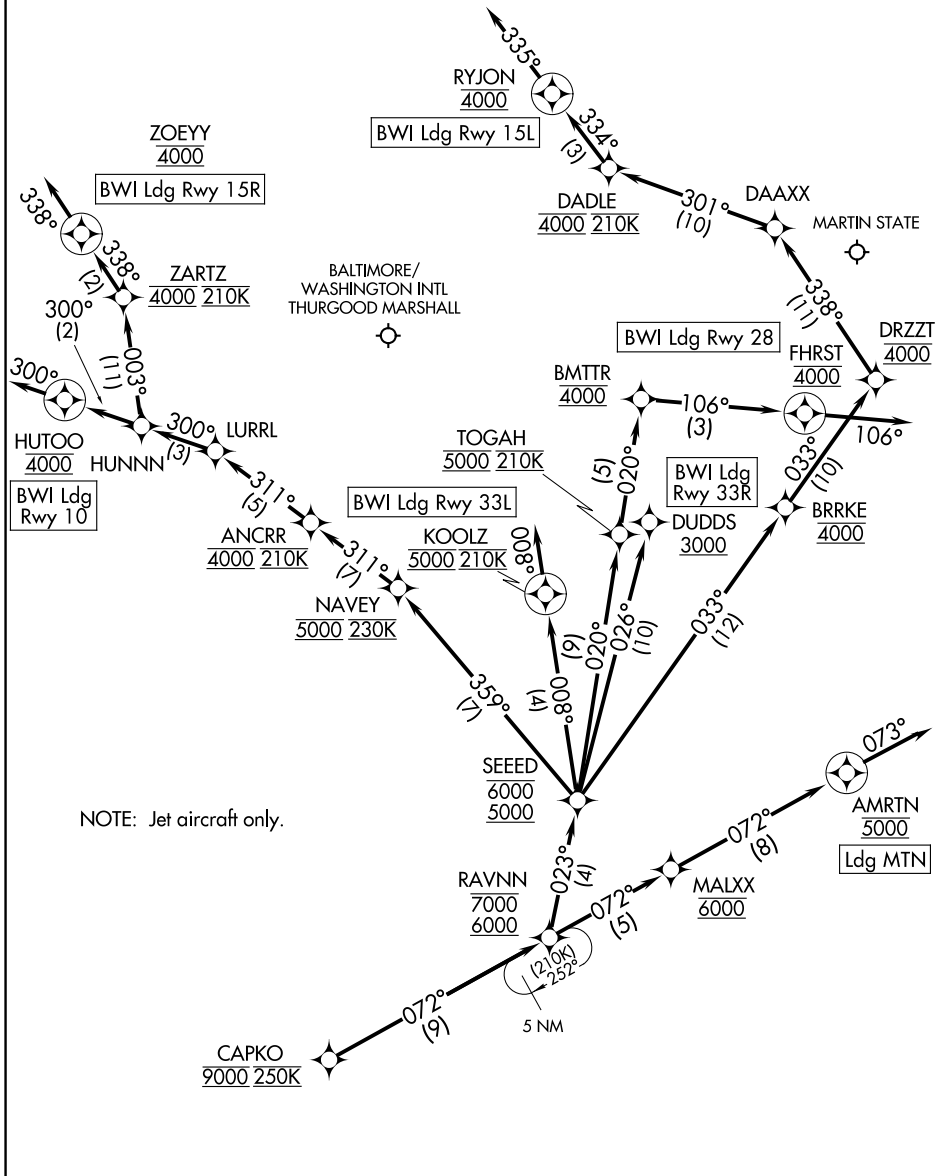 335°
RYJON
4000
BWI Ldg Rwy 15L
334°
(3)
DADLE
4000 210K
301°
(10)
DAAXX
MARTIN STATE
338°
(11)
DRZZT
4000
ZOEYY
4000
BWI Ldg Rwy 15R
338°
338°
(2)
ZARTZ
4000 210K
300°
(2)
003°
(11)
300°
HUTOO
4000
BWI Ldg
Rwy 10
HUNNN
300°
(3)
LURRL
BALTIMORE/
WASHINGTON INTL
THURGOOD MARSHALL
BWI Ldg Rwy 28
FHRST
4000
106°
BMTTR
4000
106°
(3)
TOGAH
5000 210K
020°
(5)
BWI Ldg
Rwy 33R
DUDDS
3000
033°
(10)
BRRKE
4000
311°
(5)
ANCRR
4000 210K
311°
(7)
NAVEY
5000 230K
BWI Ldg Rwy 33L
KOOLZ
5000 210K
008°
008°
(4)
020°
(9)
026°
(10)
033°
(12)
359°
(7)
SEEED
6000
5000
NOTE: Jet aircraft only.
073°
AMRTN
5000
Ldg MTN
072°
(8)
MALXX
6000
RAVNN
7000
6000
023°
(4)
072°
(5)
(210K)
252°
5 NM
072°
(9)
CAPKO
9000 250K